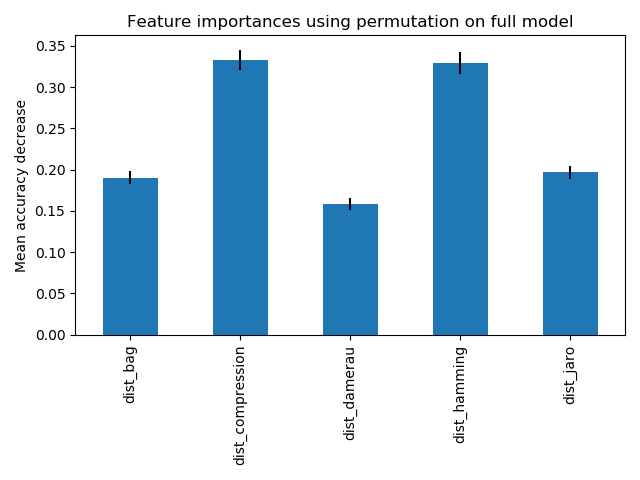 Feature importances using permutation on full model
Mean accuracy decrease
0.35
0.30
0.25
0.20
0.15
0.10
0.05
0.00
dist_bag
dist_compression
dist_damerau
dist_hamming
dist_jaro